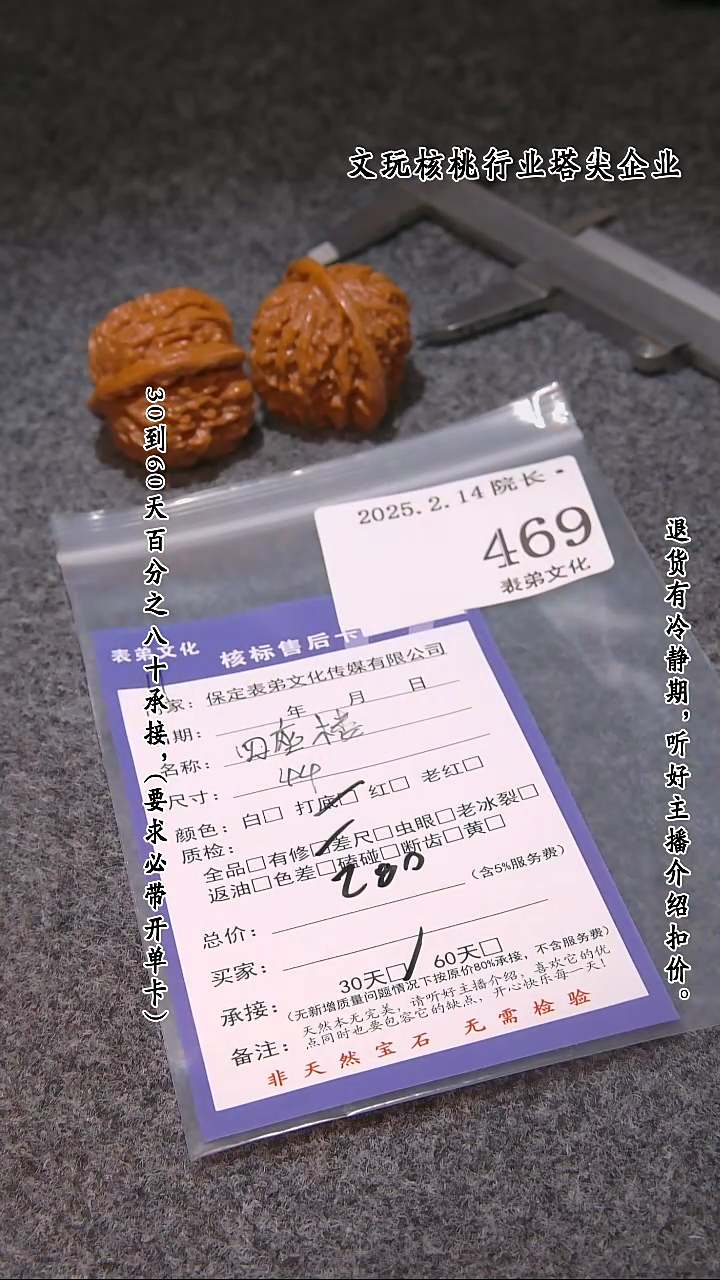 文玩核桃行业塔尖企业
30到60天百分之八十承接，（要求必带开单卡）
退货有冷静期，听好主播介绍扣价。
2025.2.14 院长·
469
表弟文化
表弟文化 核标售后卡
家：保定表弟文化传媒有限公司
日期： 年 月 日
名称：四座楼
尺寸：44
颜色：白□ 打底□ 红□ 老红□
质检：
全品□有修□差尺□虫眼□老冰裂□
返油□色差□磕碰□断齿□黄□
280
总价： （含5%服务费）
买家：
承接：30天□ 60天□
（无新增质量问题情况下按原价80%承接，不含服务费）
备注：天然本无完美，请听好主播介绍，喜欢它的优
点同时也要包容它的缺点，开心快乐每一天！
非天然宝石 无需检验